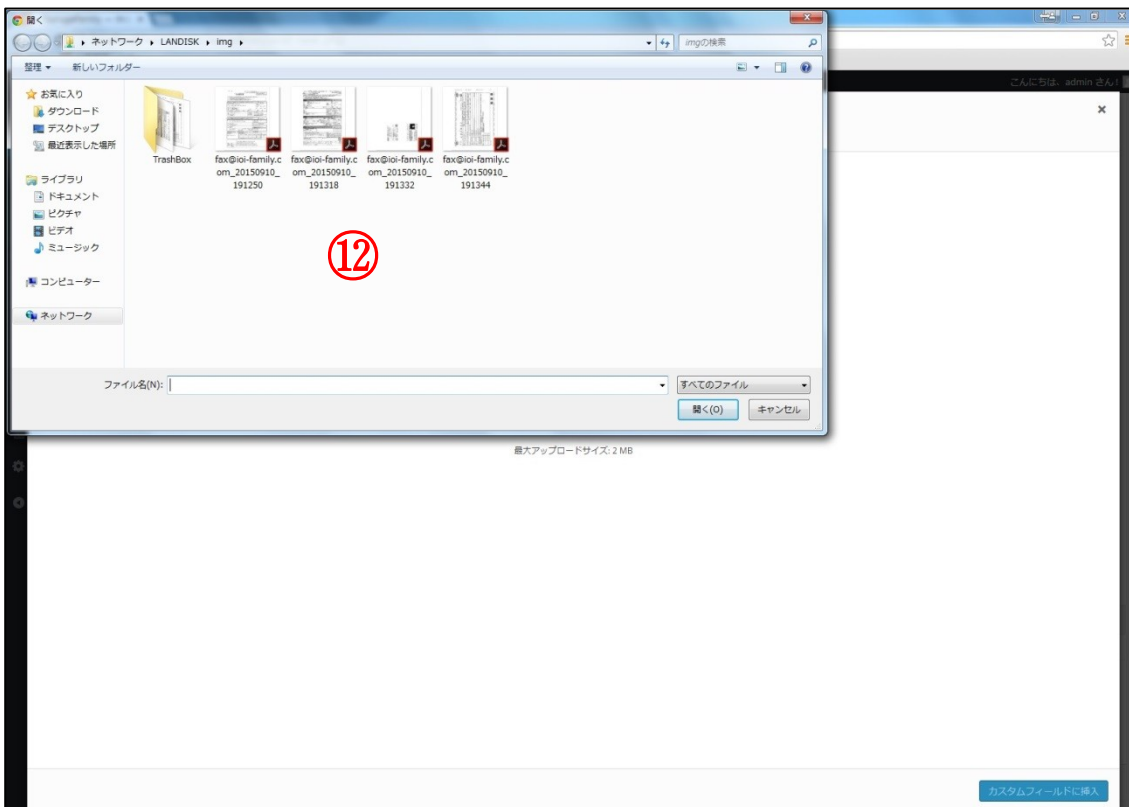 開く
ネットワーク ▸ LANDISK ▸ img ▸
imgの検索
整理 ▼ 新しいフォルダー
こんにちは、admin さん!
お気に入り
ダウンロード
デスクトップ
最近表示した場所
ライブラリ
ドキュメント
ピクチャ
ビデオ
ミュージック
コンピューター
ネットワーク
TrashBox
fax@ioi-family.c
om_20150910_
191250
fax@ioi-family.c
om_20150910_
191318
fax@ioi-family.c
om_20150910_
191332
fax@ioi-family.c
om_20150910_
191344
⑫
ファイル名(N):
すべてのファイル
開く(O)
キャンセル
最大アップロードサイズ: 2 MB
カスタムフィールドに挿入